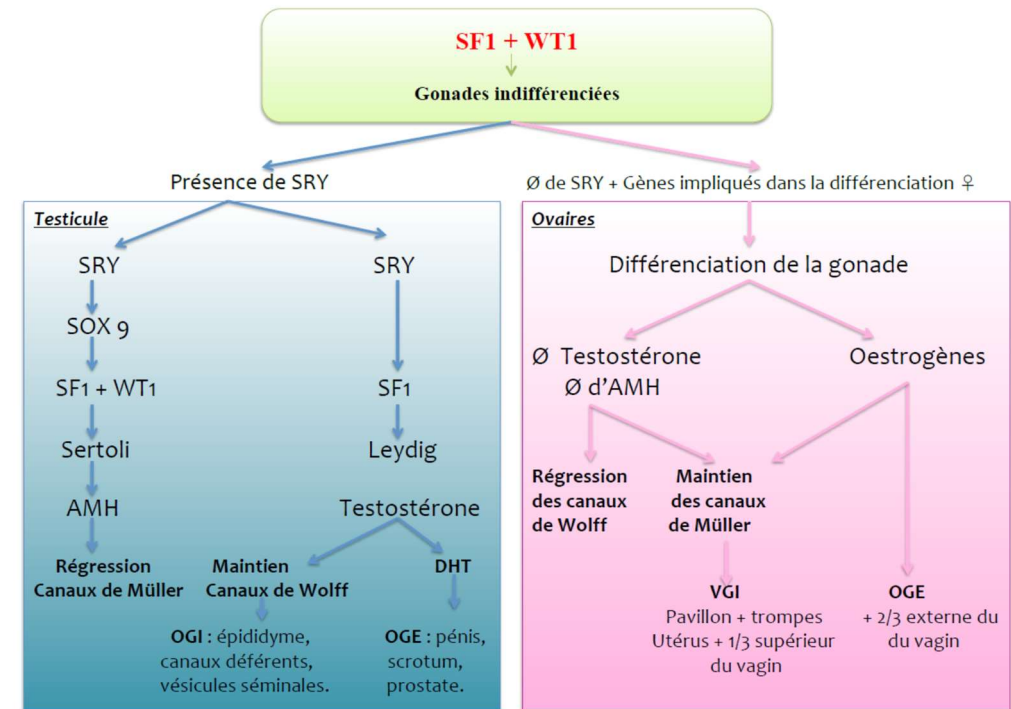 SF1 + WT1
Gonades indifférenciées
Présence de SRY
Testicule
SRY
SOX 9
SF1 + WT1
Sertoli
AMH
Régression
Canaux de Müller
SRY
SF1
Leydig
Testostérone
Maintien
Canaux de Wolff
OGI : épididyme,
canaux déférents,
vésicules séminales.
DHT
OGE : pénis,
scrotum,
prostate.
Ø de SRY + Gènes impliqués dans la différenciation ♀
Ovaires
Différenciation de la gonade
Ø Testostérone
Ø d’AMH
Régression
des canaux
de Wolff
Oestrogènes
Maintien
des canaux
de Müller
VGI
Pavillon + trompes
Utérus + 1/3 supérieur
du vagin
OGE
+ 2/3 externe du
du vagin